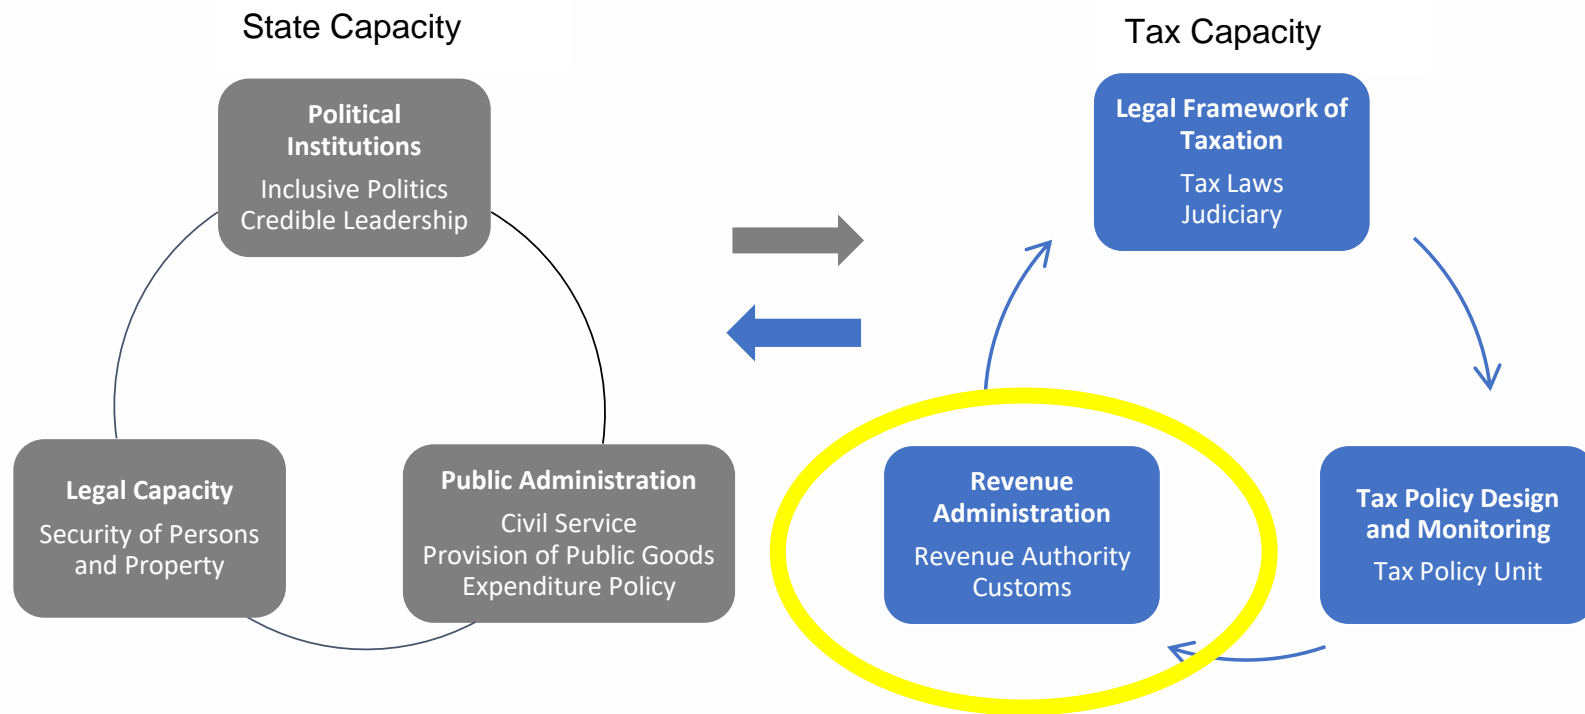 State Capacity
Political
Institutions
Inclusive Politics
Credible Leadership
Legal Capacity
Security of Persons
and Property
Public Administration
Civil Service
Provision of Public Goods
Expenditure Policy
Tax Capacity
Legal Framework of
Taxation
Tax Laws
Judiciary
Revenue
Administration
Revenue Authority
Customs
Tax Policy Design
and Monitoring
Tax Policy Unit